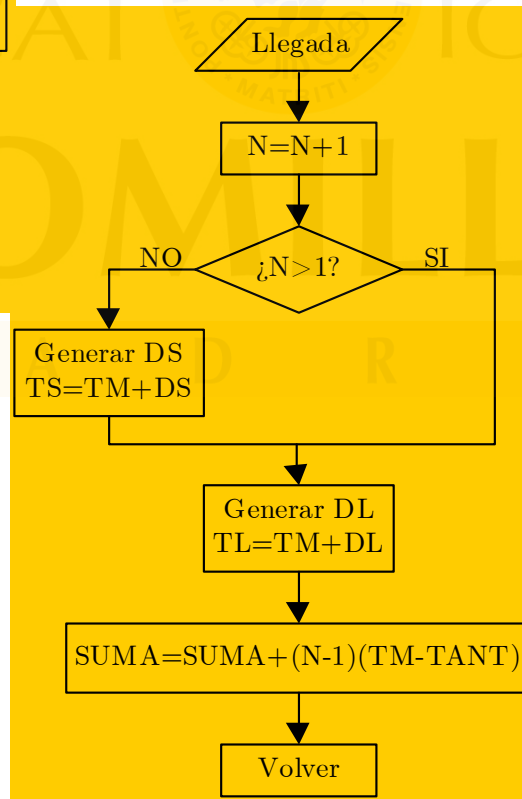 Llegada
N=N+1
¿N>1?
NO
SI
Generar DS
TS=TM+DS
Generar DL
TL=TM+DL
SUMA=SUMA+(N-1)(TM-TANT)
Volver